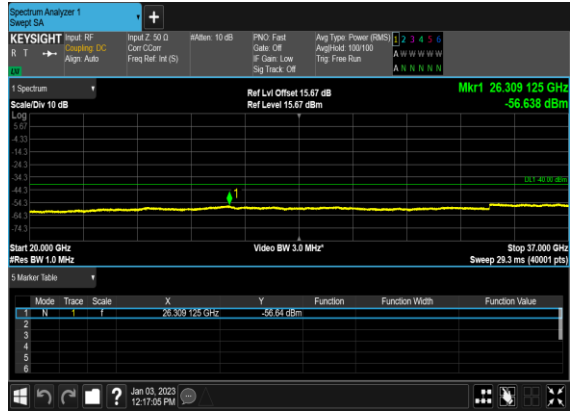 Spectrum Analyzer 1
Swept SA
+
KEYSIGHT Input: RF Input Z: 50 Ω #Atten: 10 dB PNO: Fast Avg Type: Power (RMS) 1 2 3 4 5 6
R T Coupling: DC Corr CCorr Gate: Off Avg|Hold: 100/100 A W W W W W
Align: Auto Freq Ref: Int (S) IF Gain: Low Trig: Free Run
Sig Track: Off A N N N N N
LXI
1 Spectrum Ref Lvl Offset 15.67 dB Mkr1 26.309 125 GHz
Scale/Div 10 dB Ref Level 15.67 dBm -56.638 dBm
Log
5.67
-4.33
-14.3
-24.3
-34.3 DL1 -40.00 dBm
-44.3
1
-54.3
-64.3
-74.3
Start 20.000 GHz Video BW 3.0 MHz* Stop 37.000 GHz
#Res BW 1.0 MHz Sweep 29.3 ms (40001 pts)
5 Marker Table
Mode Trace Scale X Y Function Function Width Function Value
1 N 1 f 26.309 125 GHz -56.64 dBm
2
3
4
5
6
? Jan 03, 2023
12:17:05 PM